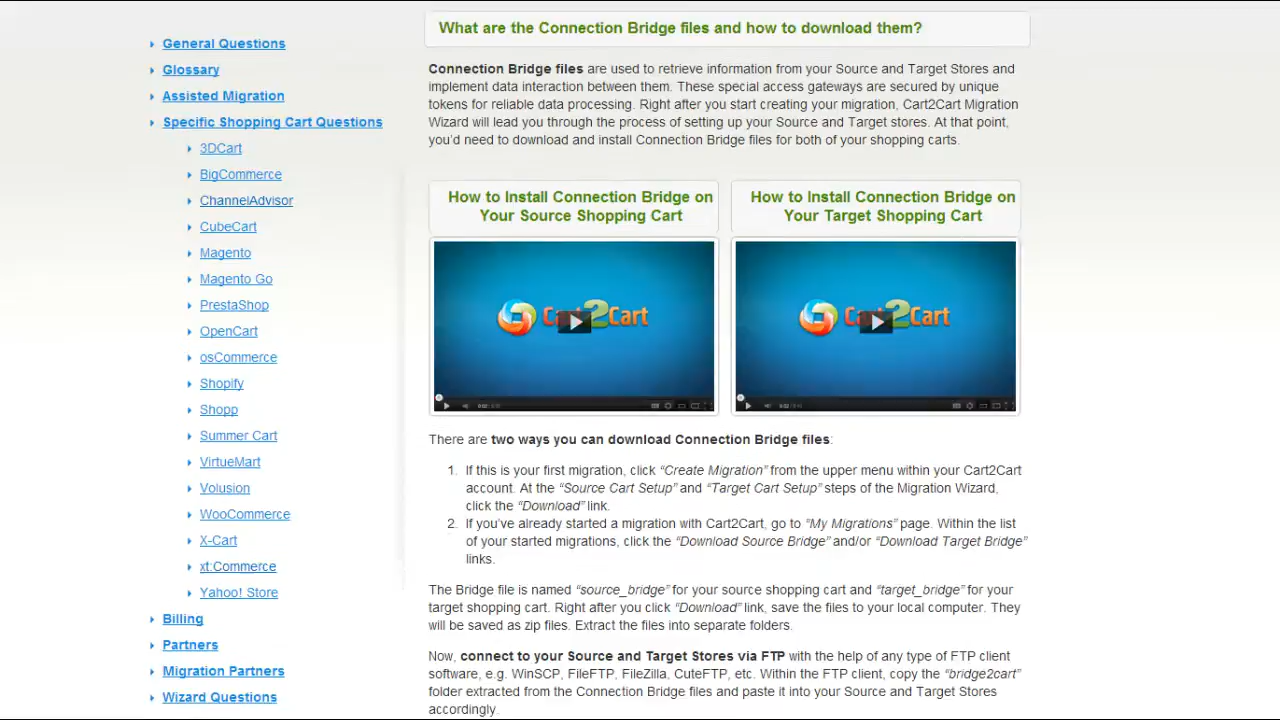 General Questions
Glossary
Assisted Migration
Specific Shopping Cart Questions
3DCart
BigCommerce
ChannelAdvisor
CubeCart
Magento
Magento Go
PrestaShop
OpenCart
osCommerce
Shopify
Shopp
Summer Cart
VirtueMart
Volusion
WooCommerce
X-Cart
xt:Commerce
Yahoo! Store
Billing
Partners
Migration Partners
Wizard Questions
What are the Connection Bridge files and how to download them?
Connection Bridge files are used to retrieve information from your Source and Target Stores and
implement data interaction between them. These special access gateways are secured by unique
tokens for reliable data processing. Right after you start creating your migration, Cart2Cart Migration
Wizard will lead you through the process of setting up your Source and Target stores. At that point,
you'd need to download and install Connection Bridge files for both of your shopping carts.
How to Install Connection Bridge on
Your Source Shopping Cart
Cart2Cart
How to Install Connection Bridge on
Your Target Shopping Cart
Cart2Cart
There are two ways you can download Connection Bridge files:
1. If this is your first migration, click “Create Migration” from the upper menu within your Cart2Cart
account. At the “Source Cart Setup” and “Target Cart Setup” steps of the Migration Wizard,
click the “Download” link.
2. If you've already started a migration with Cart2Cart, go to “My Migrations” page. Within the list
of your started migrations, click the “Download Source Bridge” and/or “Download Target Bridge”
links.
The Bridge file is named “source_bridge” for your source shopping cart and “target_bridge” for your
target shopping cart. Right after you click “Download” link, save the files to your local computer. They
will be saved as zip files. Extract the files into separate folders.
Now, connect to your Source and Target Stores via FTP with the help of any type of FTP client
software, e.g. WinSCP, FileFTP, FileZilla, CuteFTP, etc. Within the FTP client, copy the “bridge2cart”
folder extracted from the Connection Bridge files and paste it into your Source and Target Stores
accordingly.